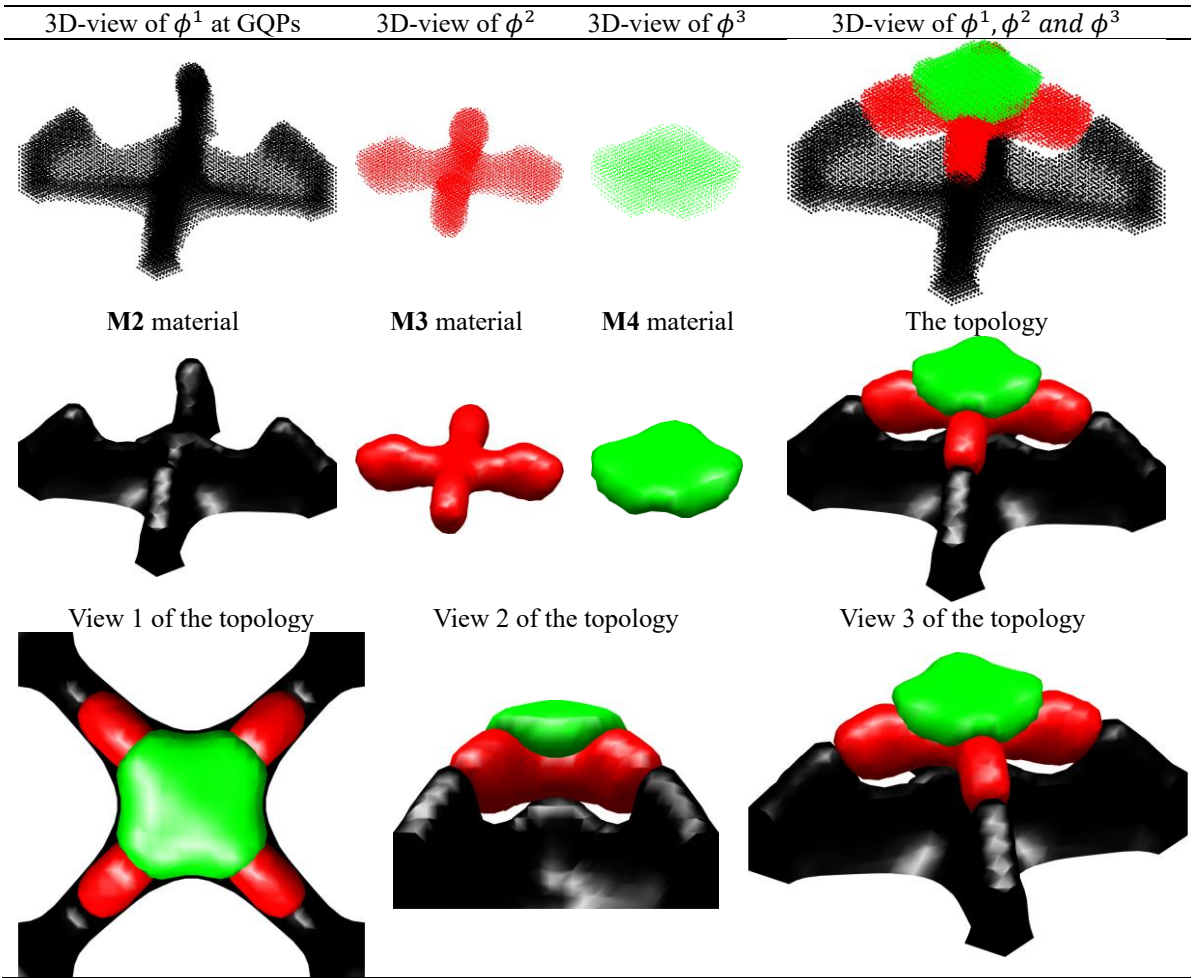 3D-view of ϕ¹ at GQPs 3D-view of ϕ² 3D-view of ϕ³ 3D-view of ϕ¹, ϕ² and ϕ³
M2 material M3 material M4 material The topology
View 1 of the topology View 2 of the topology View 3 of the topology